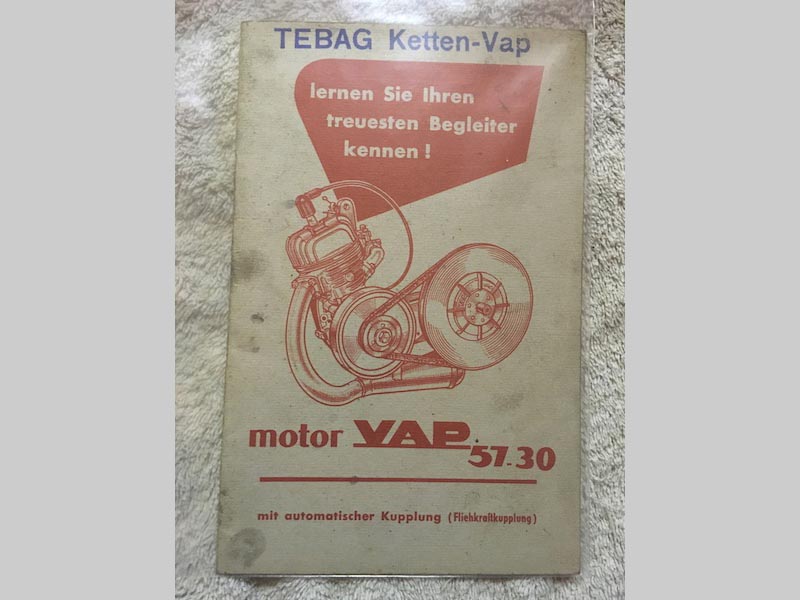 TEBAG Ketten-Vap
lernen Sie Ihren
treuesten Begleiter
kennen!
motor VAP 57-30
mit automatischer Kupplung (Fliehkraftkupplung)